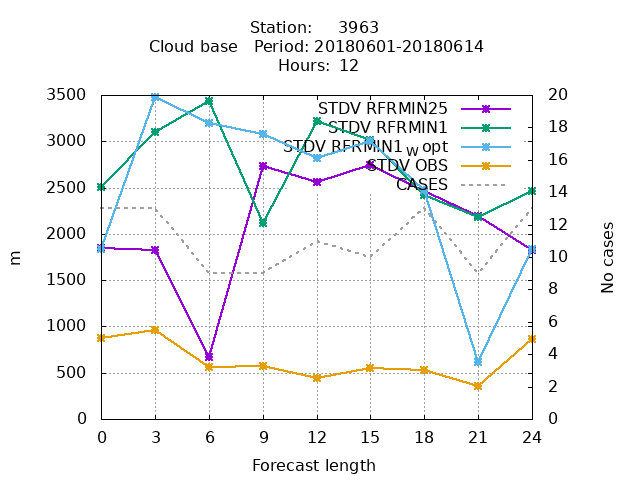 Station: 3963
Cloud base Period: 20180601-20180614
Hours: 12
STDV RFRMIN25
STDV RFRMIN1
STDV RFRMIN1wopt
STDV OBS
CASES
3500
3000
2500
2000
1500
1000
500
0
m
20
18
16
14
12
10
8
6
4
2
0
No cases
0 3 6 9 12 15 18 21 24
Forecast length